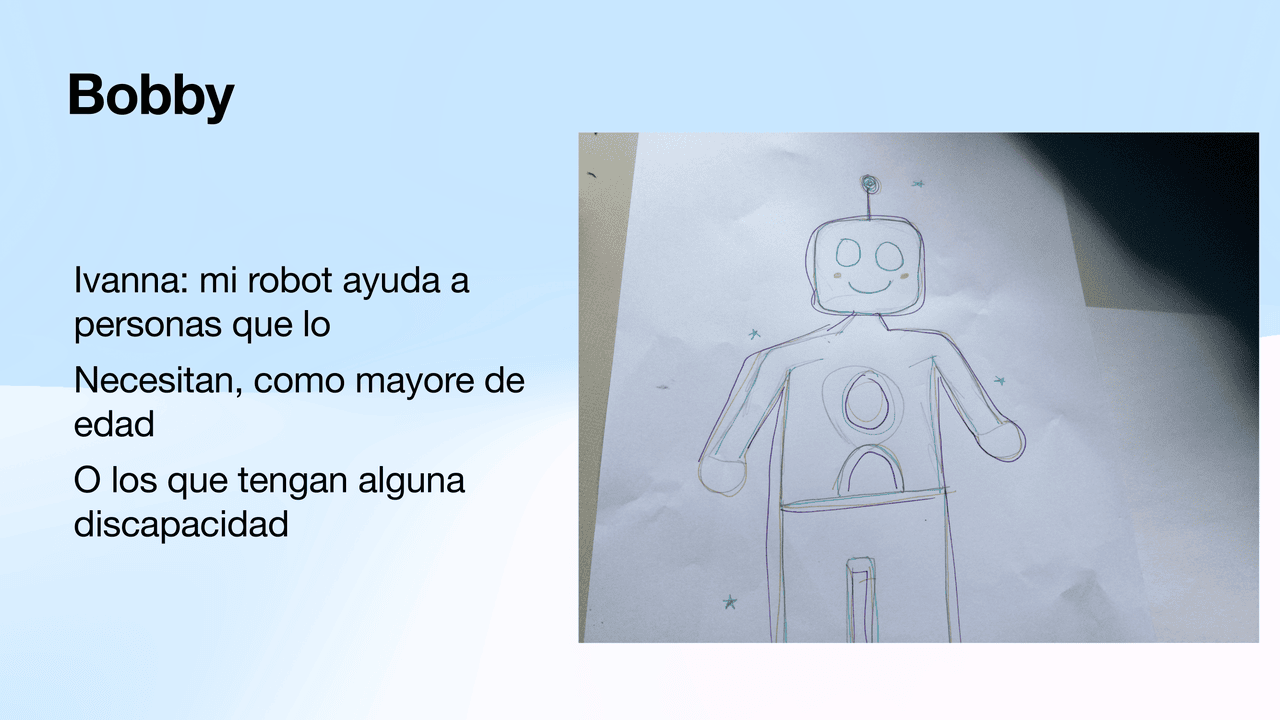 Bobby
Ivanna: mi robot ayuda a
personas que lo
Necesitan, como mayore de
edad
O los que tengan alguna
discapacidad